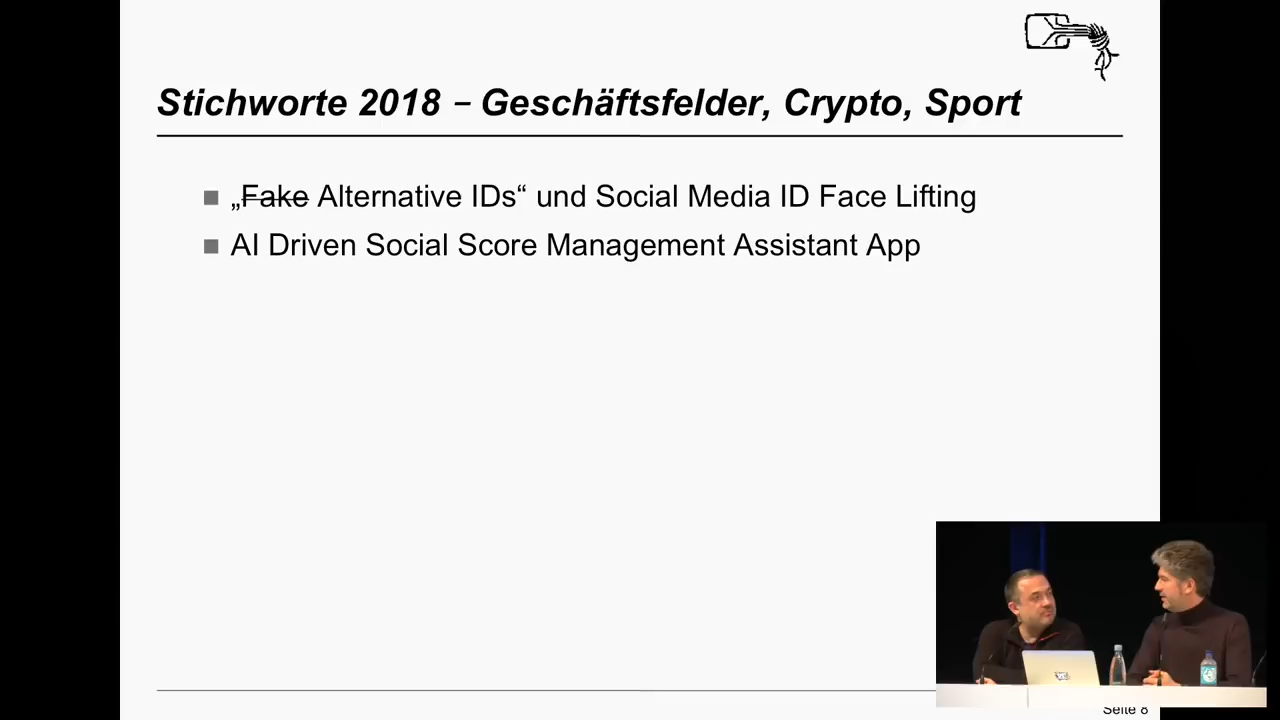 Stichworte 2018 – Geschäftsfelder, Crypto, Sport
„Fake Alternative IDs“ und Social Media ID Face Lifting
AI Driven Social Score Management Assistant App
Seite 8